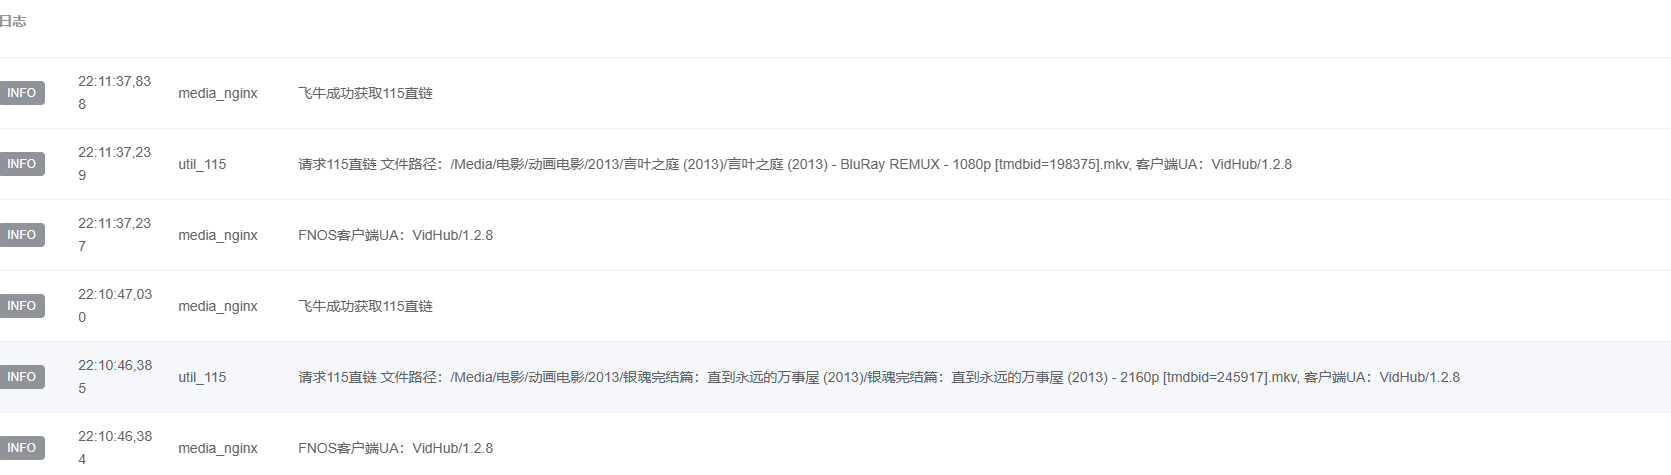 日志
INFO 22:11:37,838 media_nginx 飞牛成功获取115直链
INFO 22:11:37,239 util_115 请求115直链 文件路径：/Media/电影/动画电影/2013/言叶之庭 (2013)/言叶之庭 (2013) - BluRay REMUX - 1080p [tmdbid=198375].mkv, 客户端UA：VidHub/1.2.8
INFO 22:11:37,237 media_nginx FNOS客户端UA：VidHub/1.2.8
INFO 22:10:47,030 media_nginx 飞牛成功获取115直链
INFO 22:10:46,385 util_115 请求115直链 文件路径：/Media/电影/动画电影/2013/银魂完结篇：直到永远的万事屋 (2013)/银魂完结篇：直到永远的万事屋 (2013) - 2160p [tmdbid=245917].mkv, 客户端UA：VidHub/1.2.8
INFO 22:10:46,384 media_nginx FNOS客户端UA：VidHub/1.2.8